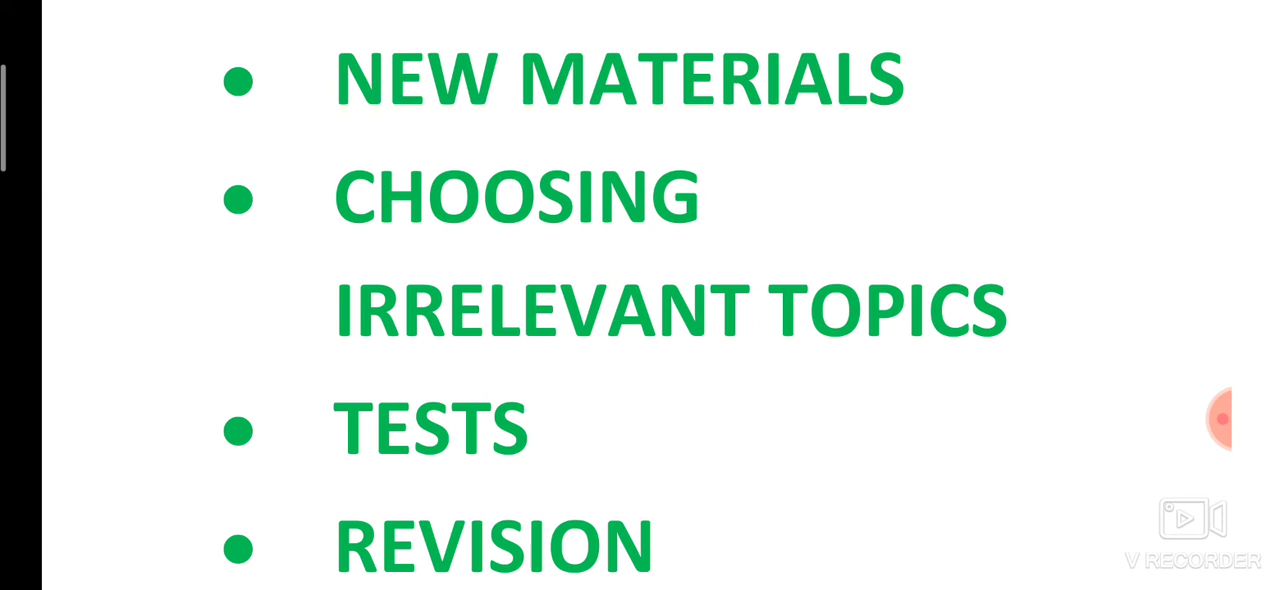 ● NEW MATERIALS
● CHOOSING
IRRELEVANT TOPICS
● TESTS
● REVISION
V RECORDER